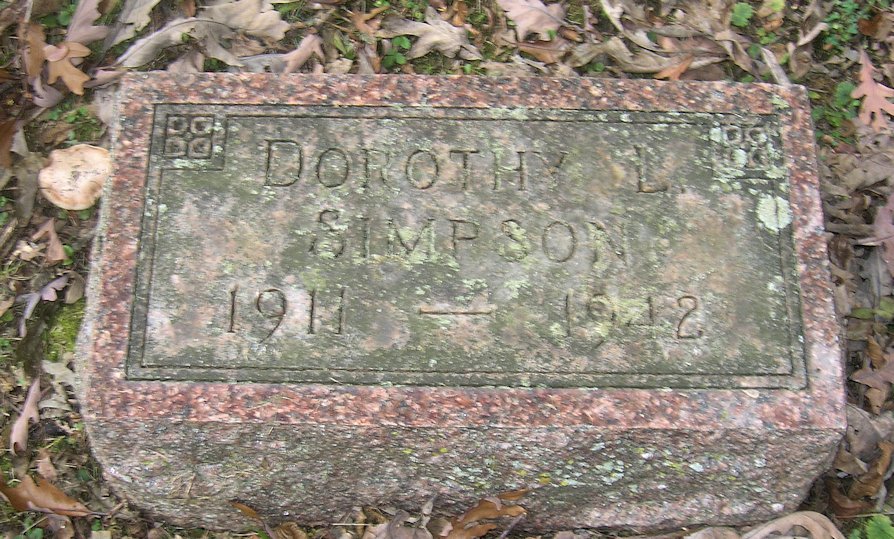 DOROTHY L.
SIMPSON
1911 — 1942